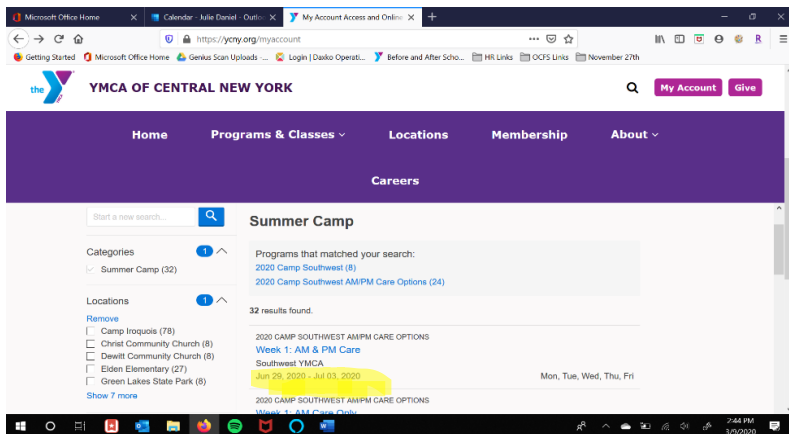 Microsoft Office Home
Calendar - Julie Daniel - Outloo
My Account Access and Online
https://ycny.org/myaccount
Getting Started
Microsoft Office Home
Genius Scan Uploads -...
Login | Daxko Operati...
Before and After Scho...
HR Links
OCFS Links
November 27th
the
YMCA OF CENTRAL NEW YORK
My Account
Give
Home
Programs & Classes
Locations
Membership
About
Careers
Start a new search...
Categories 1
Summer Camp (32)
Locations 1
Remove
Camp Iroquois (78)
Christ Community Church (8)
Dewitt Community Church (8)
Elden Elementary (27)
Green Lakes State Park (8)
Show 7 more
Summer Camp
Programs that matched your search:
2020 Camp Southwest (8)
2020 Camp Southwest AM/PM Care Options (24)
32 results found.
2020 CAMP SOUTHWEST AM/PM CARE OPTIONS
Week 1: AM & PM Care
Southwest YMCA
Jun 29, 2020 - Jul 03, 2020 Mon, Tue, Wed, Thu, Fri
2020 CAMP SOUTHWEST AM/PM CARE OPTIONS
Week 1: AM Care Only
2:44 PM
3/9/2020